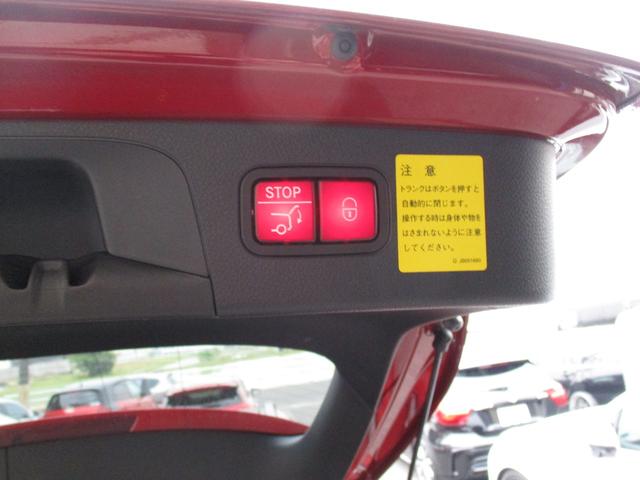 STOP
注 意
トランクはボタンを押すと
自動的に閉じます。
操作する時は身体や物を
はさまれないように注意
してください。